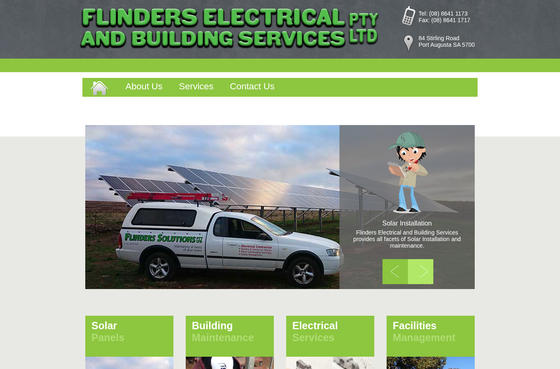 FLINDERS ELECTRICAL PTY
AND BUILDING SERVICES LTD
Tel: (08) 8641 1173
Fax: (08) 8641 1717
84 Stirling Road
Port Augusta SA 5700
About Us Services Contact Us
FLINDERS SOLUTIONS
Solar Installation
Flinders Electrical and Building Services
provides all facets of Solar Installation and
maintenance.
Solar
Panels
Building
Maintenance
Electrical
Services
Facilities
Management